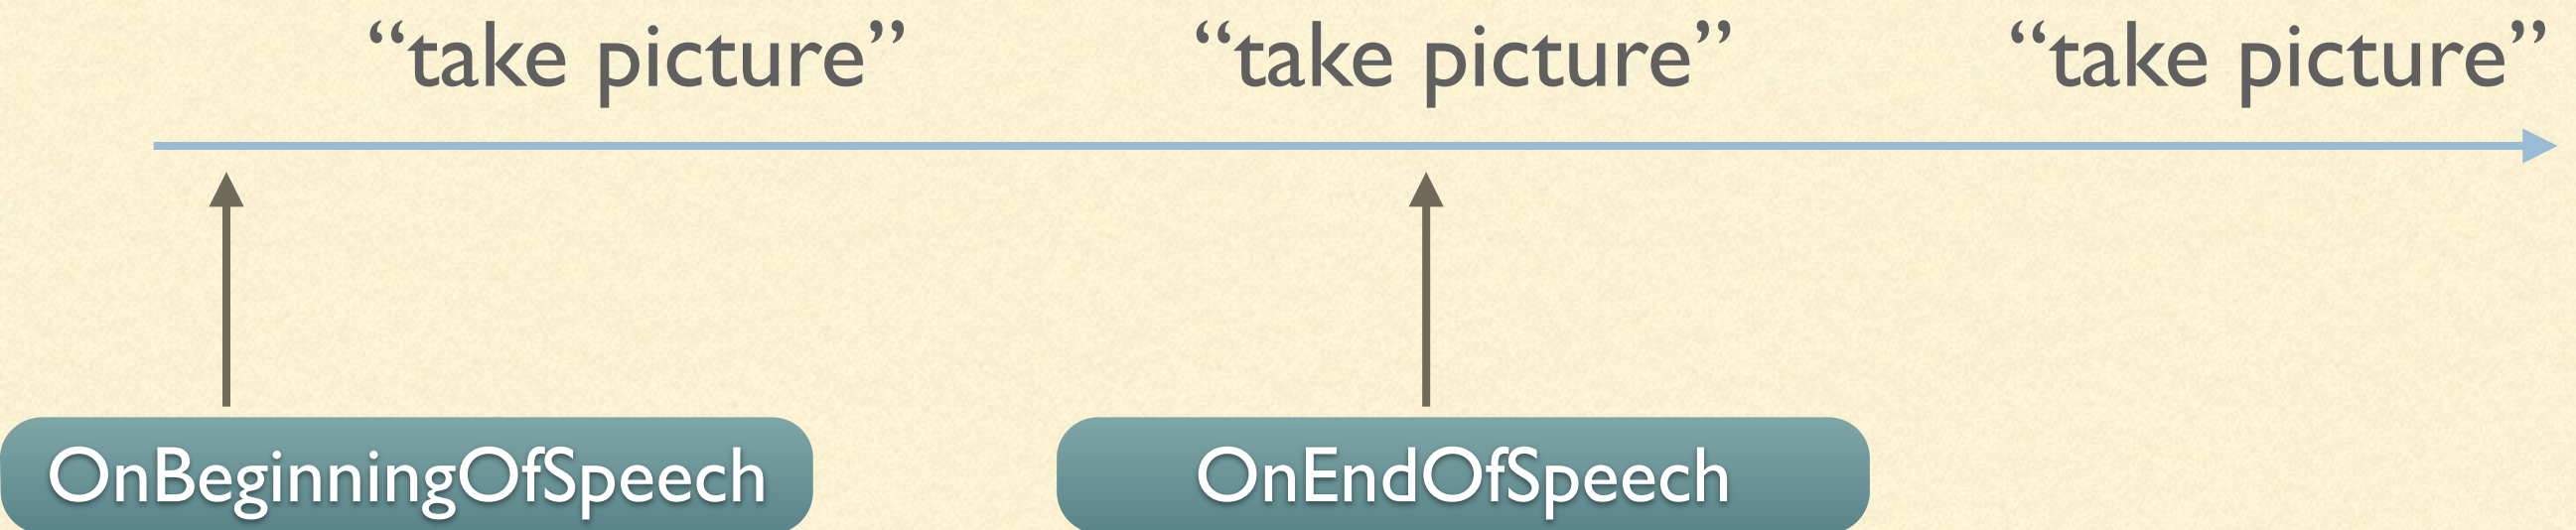 “take picture” “take picture” “take picture”
OnBeginningOfSpeech OnEndOfSpeech